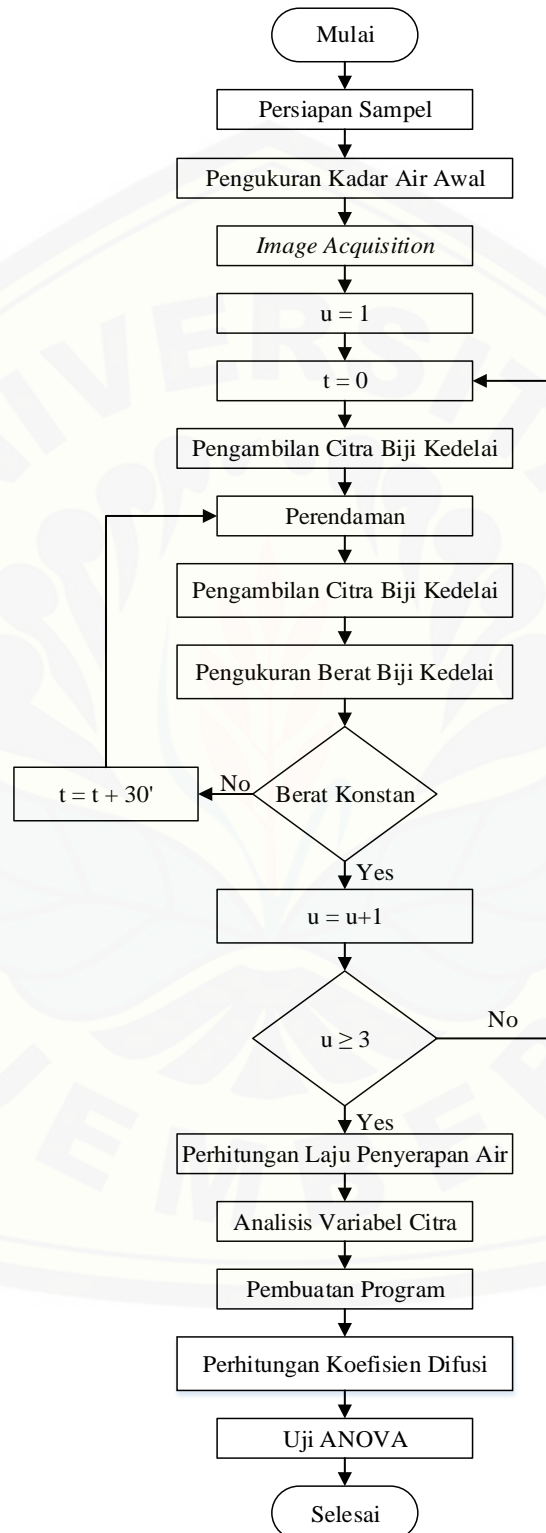 Mulai
Persiapan Sampel
Pengukuran Kadar Air Awal
Image Acquisition
u = 1
t = 0
Pengambilan Citra Biji Kedelai
Perendaman
Pengambilan Citra Biji Kedelai
Pengukuran Berat Biji Kedelai
t = t + 30'
No
Berat Konstan
Yes
u = u+1
u ≥ 3
No
Yes
Perhitungan Laju Penyerapan Air
Analisis Variabel Citra
Pembuatan Program
Perhitungan Koefisien Difusi
Uji ANOVA
Selesai
UNIVERSITA
JEMBER